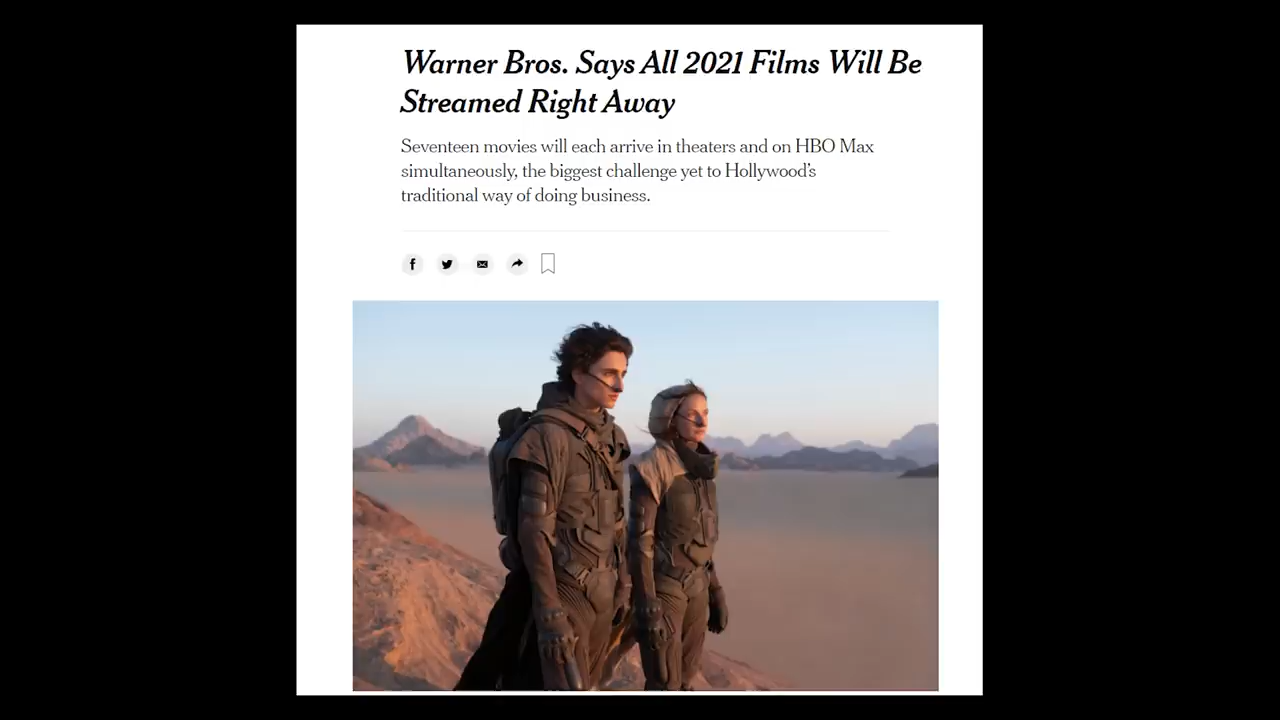 Warner Bros. Says All 2021 Films Will Be
Streamed Right Away
Seventeen movies will each arrive in theaters and on HBO Max
simultaneously, the biggest challenge yet to Hollywood's
traditional way of doing business.